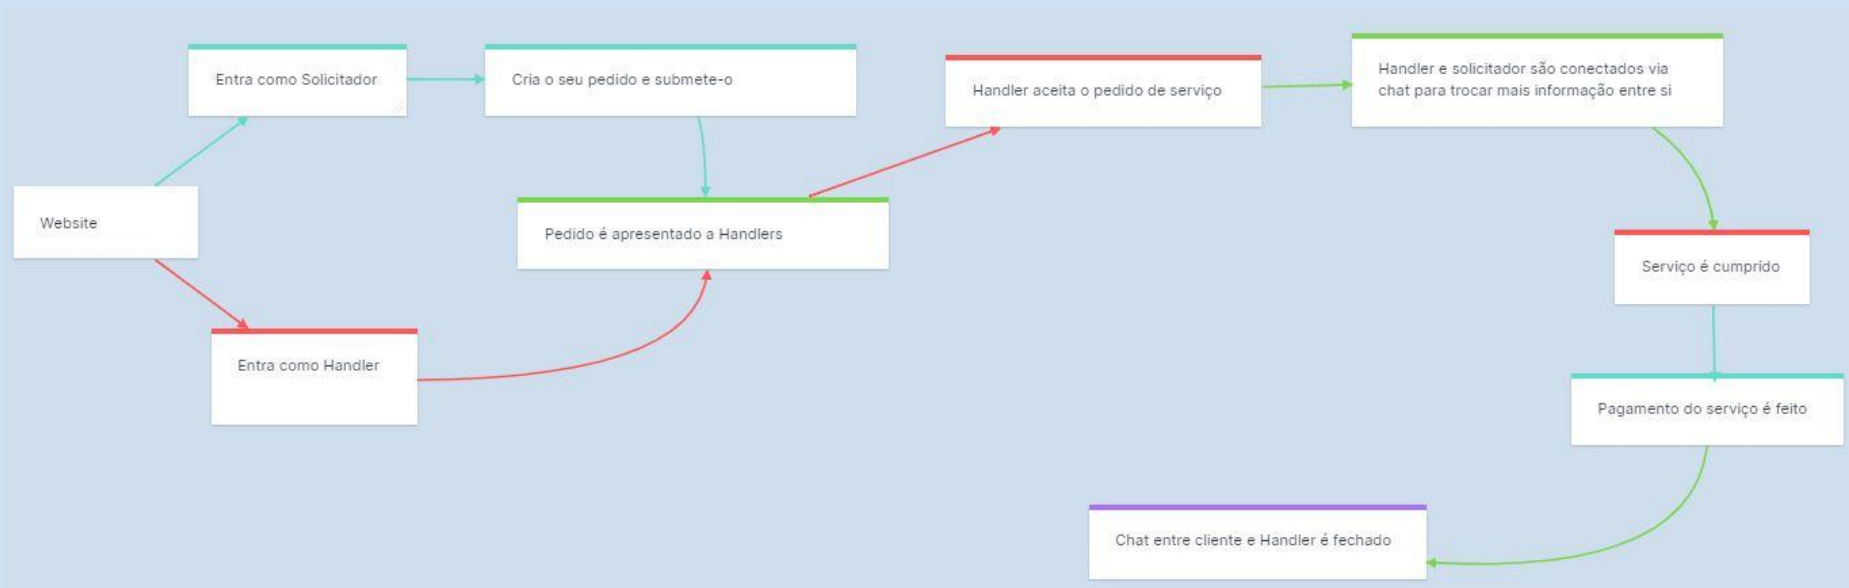 Entra como Solicitador
Cria o seu pedido e submete-o
Handler aceita o pedido de serviço
Handler e solicitador são conectados via
chat para trocar mais informação entre si
Website
Pedido é apresentado a Handlers
Serviço é cumprido
Entra como Handler
Pagamento do serviço é feito
Chat entre cliente e Handler é fechado